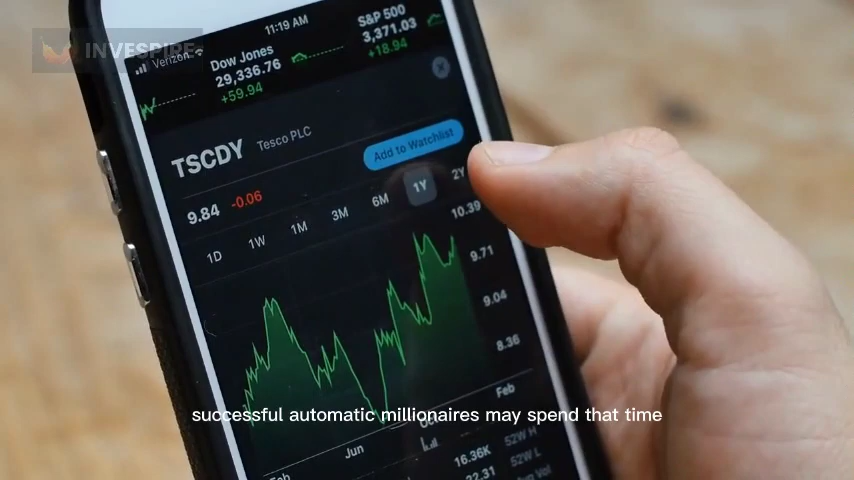 INVESPIRE
Verizon
11:19 AM
Dow Jones
29,336.76
+59.94
S&P 500
3,371.03
+18.94
TSCDY Tesco PLC
Add to Watchlist
9.84 -0.06
1D 1W 1M 3M 6M 1Y 2Y
10.39
9.71
9.04
8.36
Feb Jun Feb
successful automatic millionaires may spend that time
16.36K 52W H
52W L